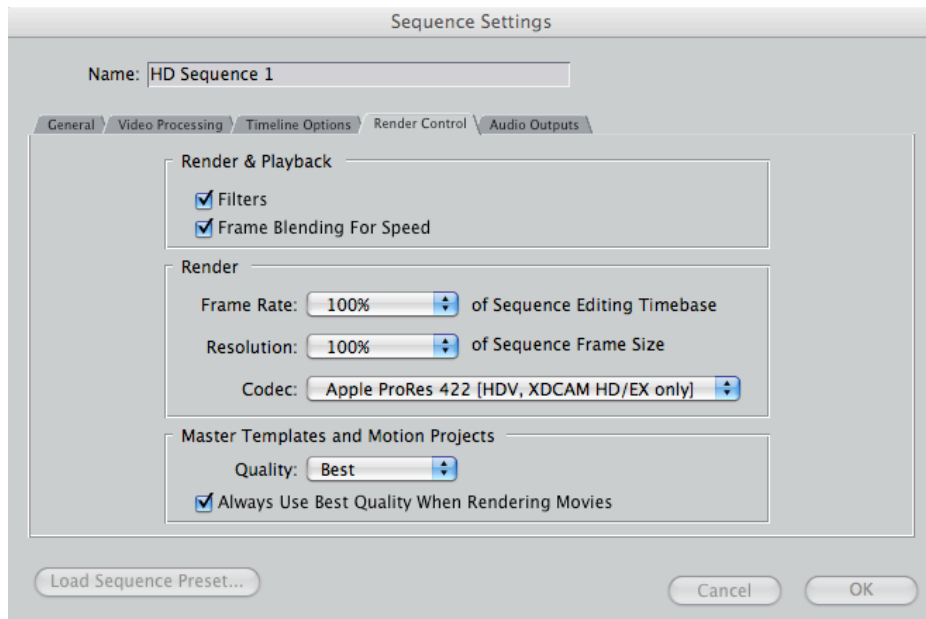 Sequence Settings
Name: HD Sequence 1
General Video Processing Timeline Options Render Control Audio Outputs
Render & Playback
Filters
Frame Blending For Speed
Render
Frame Rate: 100% of Sequence Editing Timebase
Resolution: 100% of Sequence Frame Size
Codec: Apple ProRes 422 [HDV, XDCAM HD/EX only]
Master Templates and Motion Projects
Quality: Best
Always Use Best Quality When Rendering Movies
Load Sequence Preset... Cancel OK